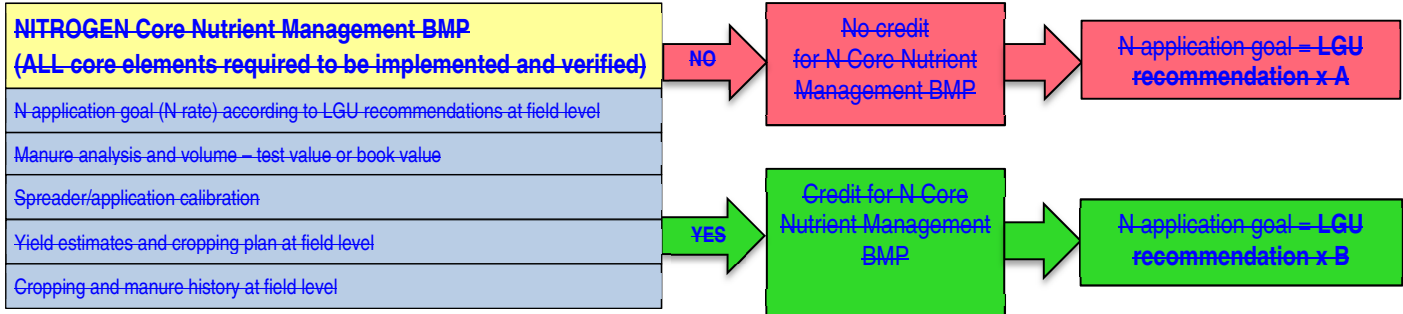 NITROGEN Core Nutrient Management BMP
(ALL core elements required to be implemented and verified)
N application goal (N rate) according to LGU recommendations at field level
Manure analysis and volume – test value or book value
Spreader/application calibration
Yield estimates and cropping plan at field level
Cropping and manure history at field level
NO
No credit
for N Core Nutrient
Management BMP
N application goal = LGU
recommendation x A
YES
Credit for N Core
Nutrient Management
BMP
N application goal = LGU
recommendation x B